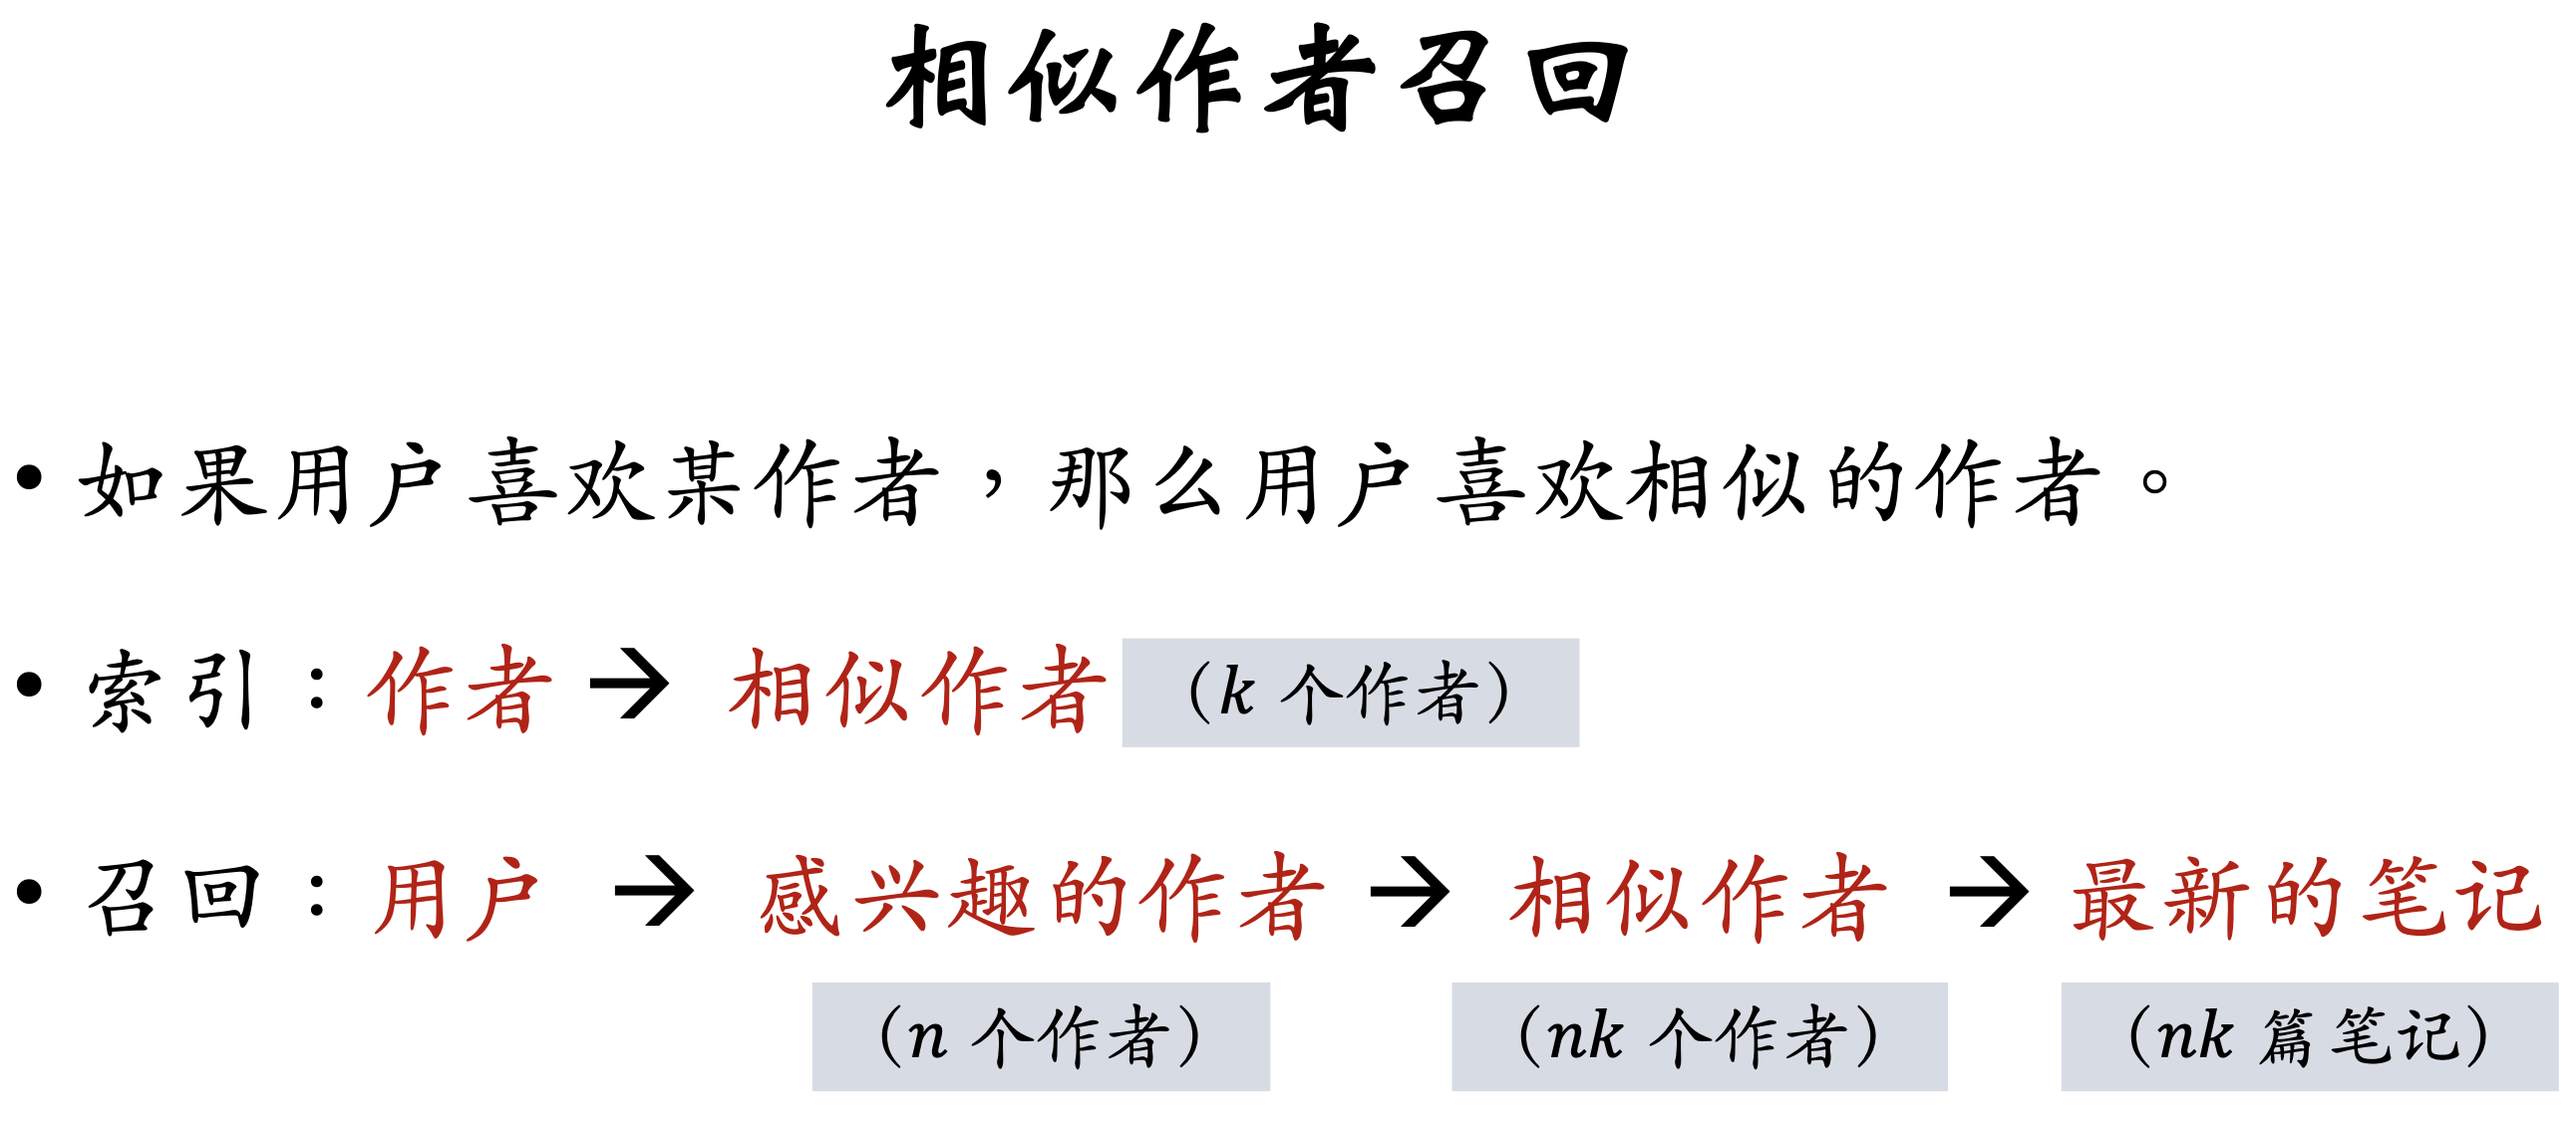 相似作者召回
• 如果用户喜欢某作者，那么用户喜欢相似的作者。
• 索引：作者 → 相似作者 （k 个作者）
• 召回：用户 → 感兴趣的作者 → 相似作者 → 最新的笔记
（n 个作者） （nk 个作者） （nk 篇笔记）